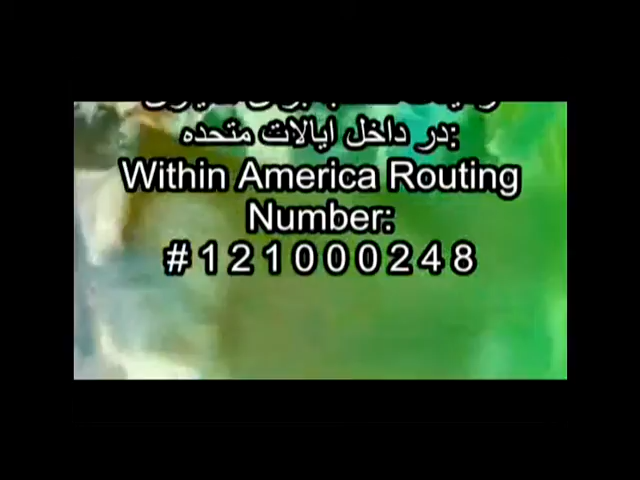 در داخل ایالات متحده:
Within America Routing
Number:
#121000248